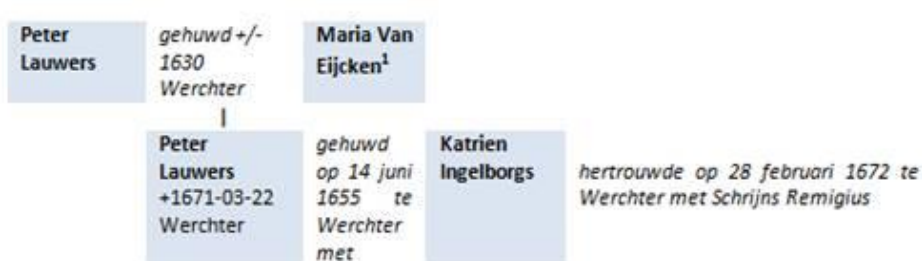 Peter
Lauwers
gehuwd +/-
1630
Werchter
Maria Van
Eijcken¹
Peter
Lauwers
+1671-03-22
Werchter
gehuwd
op 14 juni
1655 te
Werchter
met
Katrien
Ingelborgs
hertrouwde op 28 februari 1672 te
Werchter met Schrijns Remigius